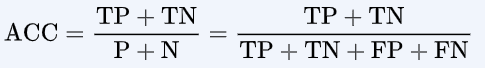 ACC = (TP + TN) / (P + N) = (TP + TN) / (TP + TN + FP + FN)